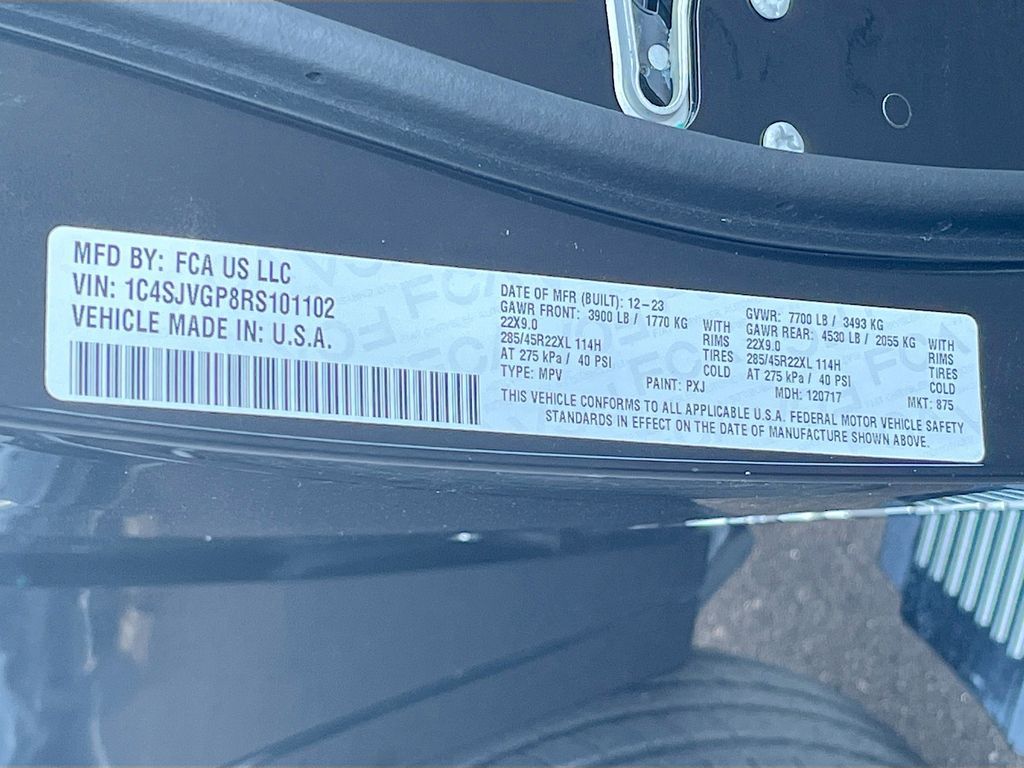 MFD BY: FCA US LLC
VIN: 1C4SJVGP8RS101102
VEHICLE MADE IN: U.S.A.
DATE OF MFR (BUILT): 12-23
GAWR FRONT: 3900 LB / 1770 KG WITH
22X9.0 RIMS
285/45R22XL 114H TIRES
AT 275 kPa / 40 PSI COLD
TYPE: MPV
PAINT: PXJ
GVWR: 7700 LB / 3493 KG
GAWR REAR: 4530 LB / 2055 KG WITH
22X9.0 RIMS
285/45R22XL 114H TIRES
AT 275 kPa / 40 PSI COLD
MDH: 120717
MKT: 875
THIS VEHICLE CONFORMS TO ALL APPLICABLE U.S.A. FEDERAL MOTOR VEHICLE SAFETY
STANDARDS IN EFFECT ON THE DATE OF MANUFACTURE SHOWN ABOVE.